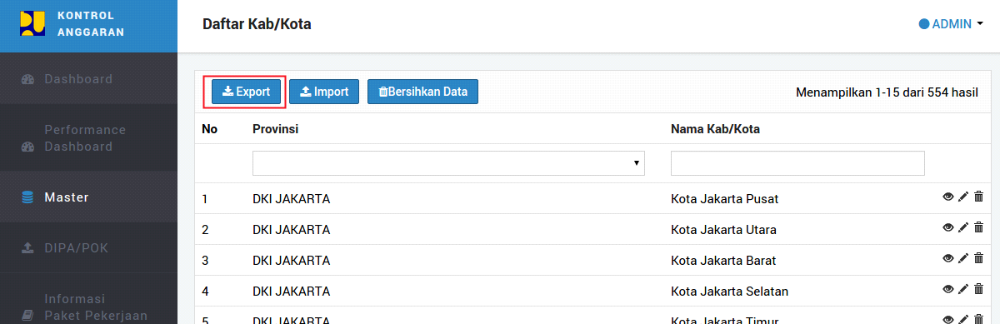 KONTROL
ANGGARAN
Daftar Kab/Kota
ADMIN
Dashboard
Performance
Dashboard
Master
DIPA/POK
Informasi
Paket Pekerjaan
Export Import Bersihkan Data Menampilkan 1-15 dari 554 hasil
No Provinsi Nama Kab/Kota
1 DKI JAKARTA Kota Jakarta Pusat
2 DKI JAKARTA Kota Jakarta Utara
3 DKI JAKARTA Kota Jakarta Barat
4 DKI JAKARTA Kota Jakarta Selatan
5 DKI JAKARTA Kota Jakarta Timur